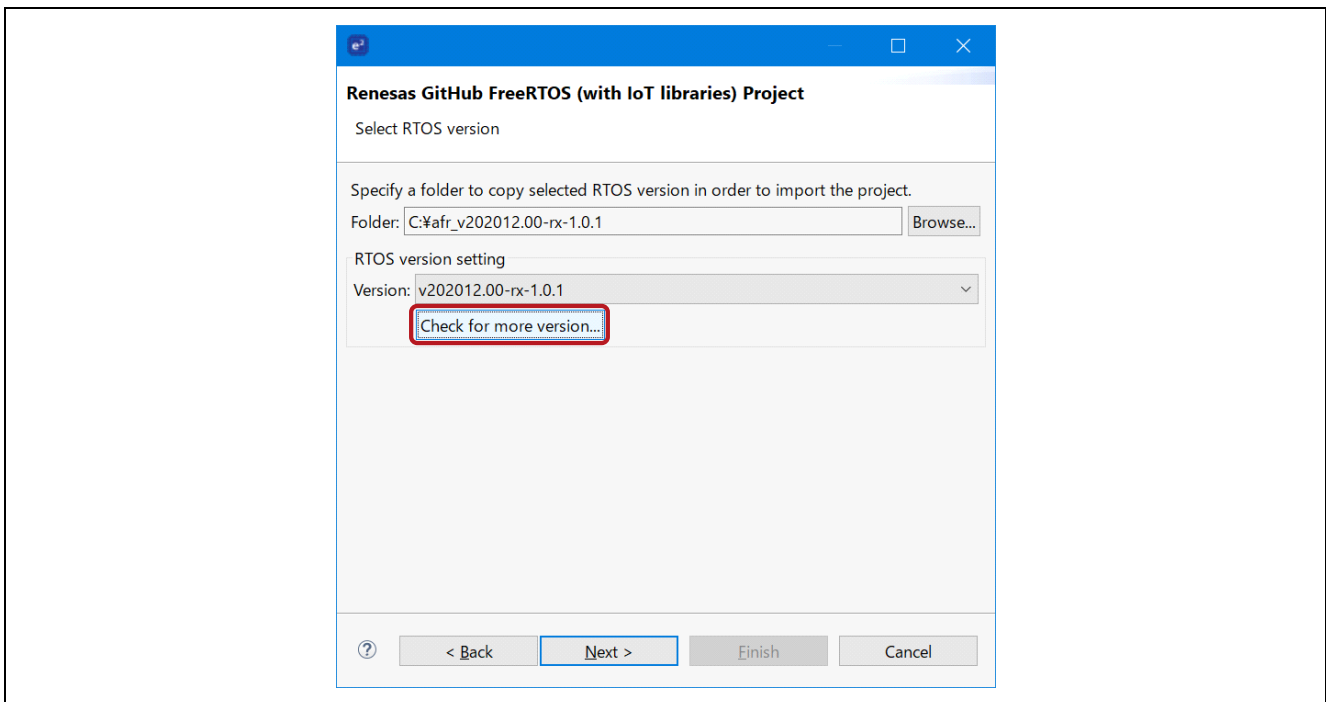 e²
Renesas GitHub FreeRTOS (with IoT libraries) Project
Select RTOS version
Specify a folder to copy selected RTOS version in order to import the project.
Folder: C:¥afr_v202012.00-rx-1.0.1 Browse...
RTOS version setting
Version: v202012.00-rx-1.0.1
Check for more version...
? < Back Next > Finish Cancel